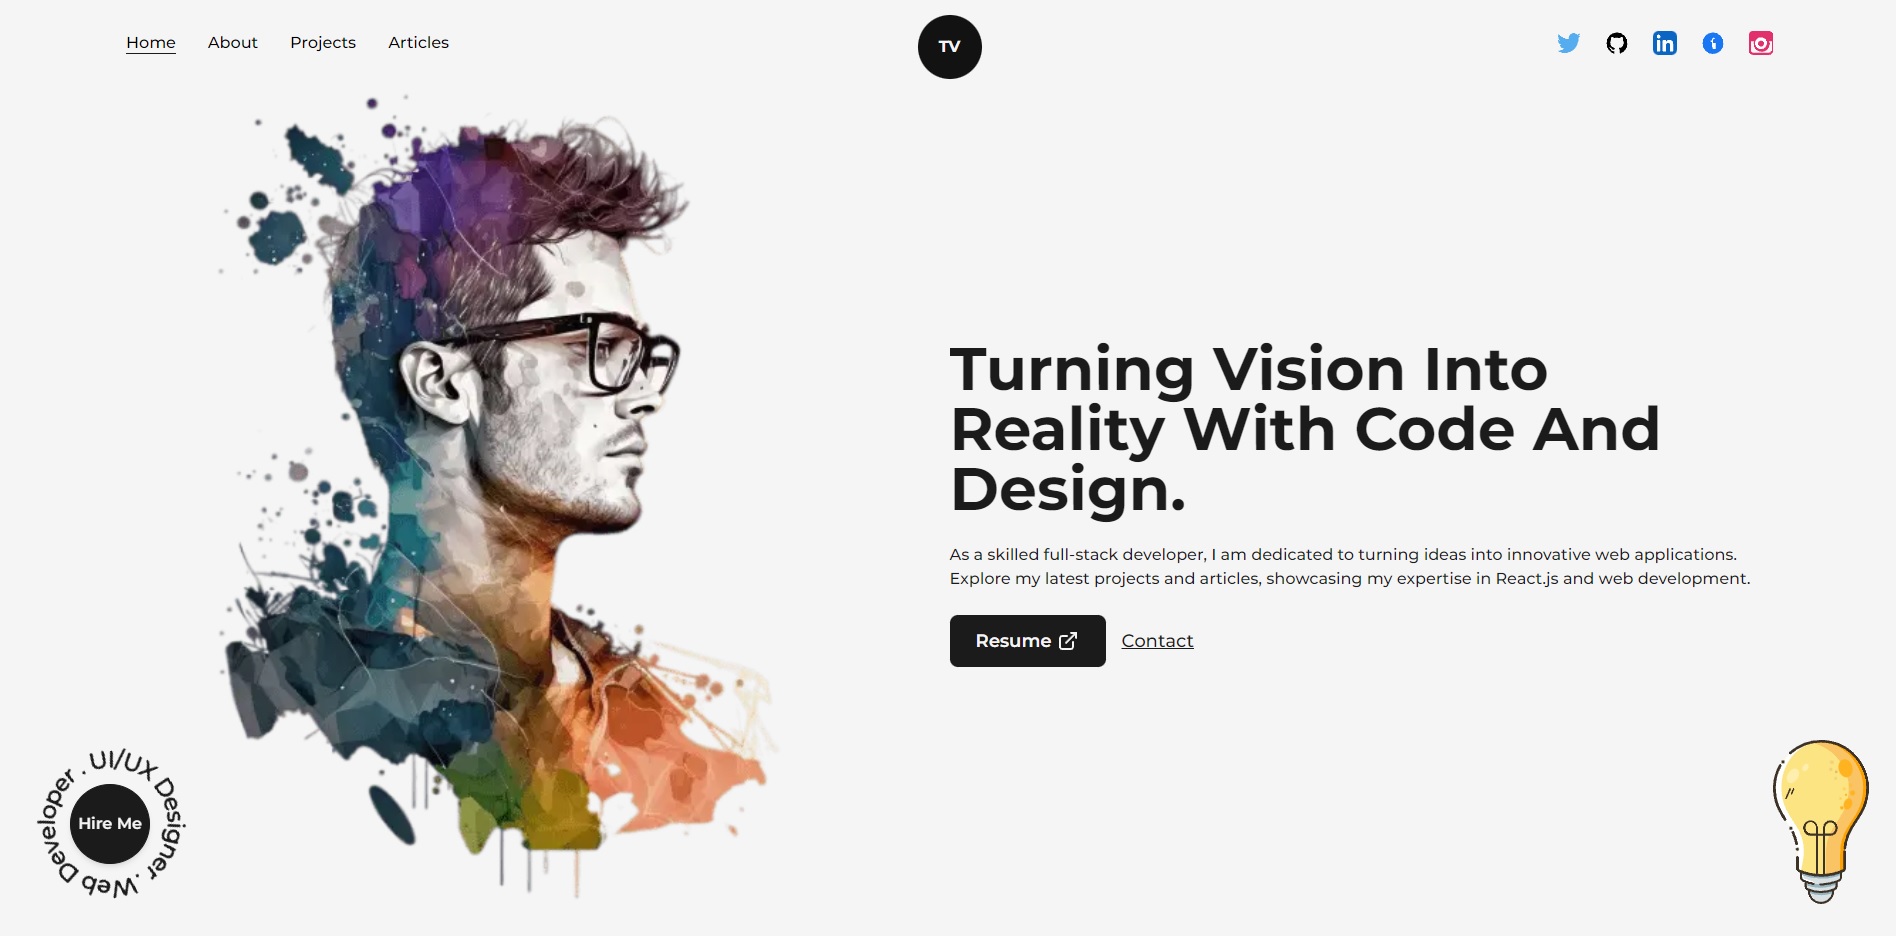 Home About Projects Articles
TV
in
Turning Vision Into
Reality With Code And
Design.
As a skilled full-stack developer, I am dedicated to turning ideas into innovative web applications.
Explore my latest projects and articles, showcasing my expertise in React.js and web development.
Resume
Contact
UI/UX Designer . Web Developer .
Hire Me